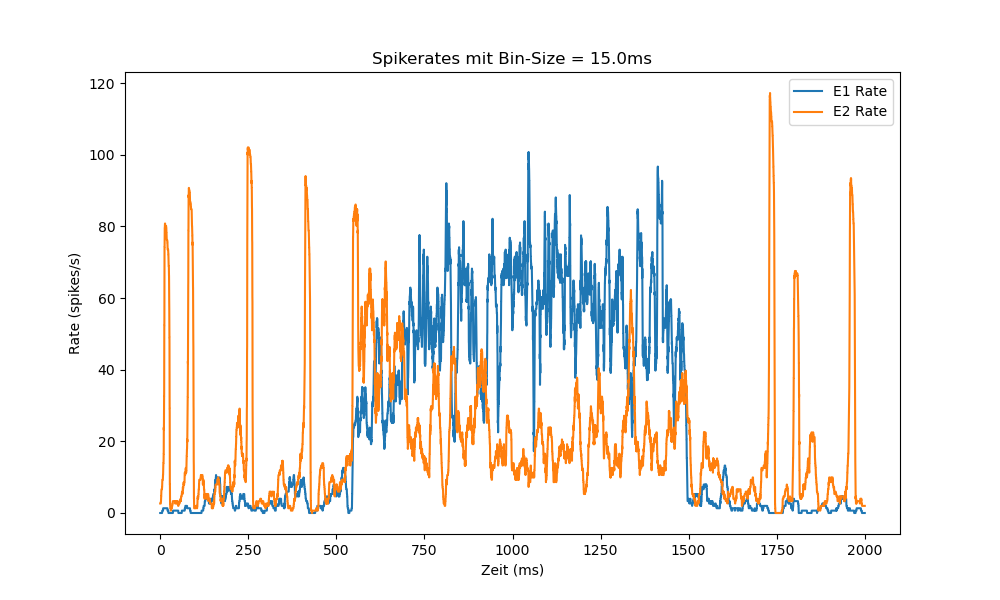 Spikerates mit Bin-Size = 15.0ms
E1 Rate
E2 Rate
120
100
80
60
40
20
0
Rate (spikes/s)
0 250 500 750 1000 1250 1500 1750 2000
Zeit (ms)